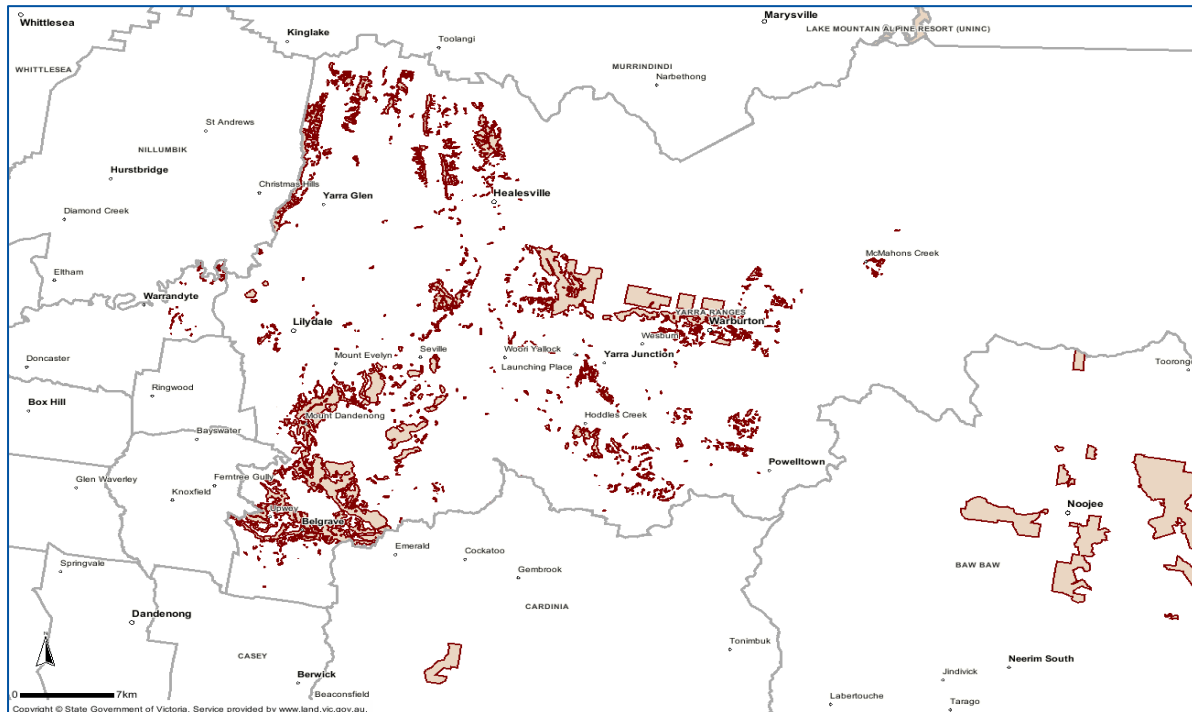 Whittlesea
Marysville
Kinglake
LAKE MOUNTAIN ALPINE RESORT (UNINC)
Toolangi
WHITTLESEA
MURRINDINDI
Narbethong
St Andrews
NILLUMBIK
Hurstbridge
Christmas Hills
Yarra Glen
Healesville
Diamond Creek
McMahons Creek
Eltham
Warrandyte
YARRA RANGES
Warburton
Lilydale
Wesburn
Seville
Woori Yallock
Yarra Junction
Mount Evelyn
Launching Place
Doncaster
Toorongo
Ringwood
Box Hill
Mount Dandenong
Hoddles Creek
Bayswater
Powelltown
Ferntree Gully
Glen Waverley
Knoxfield
Upwey
Belgrave
Noojee
Emerald
Cockatoo
Springvale
Gembrook
BAW BAW
CARDINIA
Dandenong
Tonimbuk
CASEY
Neerim South
Berwick
Jindivick
Beaconsfield
Labertouche
Tarago
N
0 7km
Copyright © State Government of Victoria. Service provided by www.land.vic.gov.au.